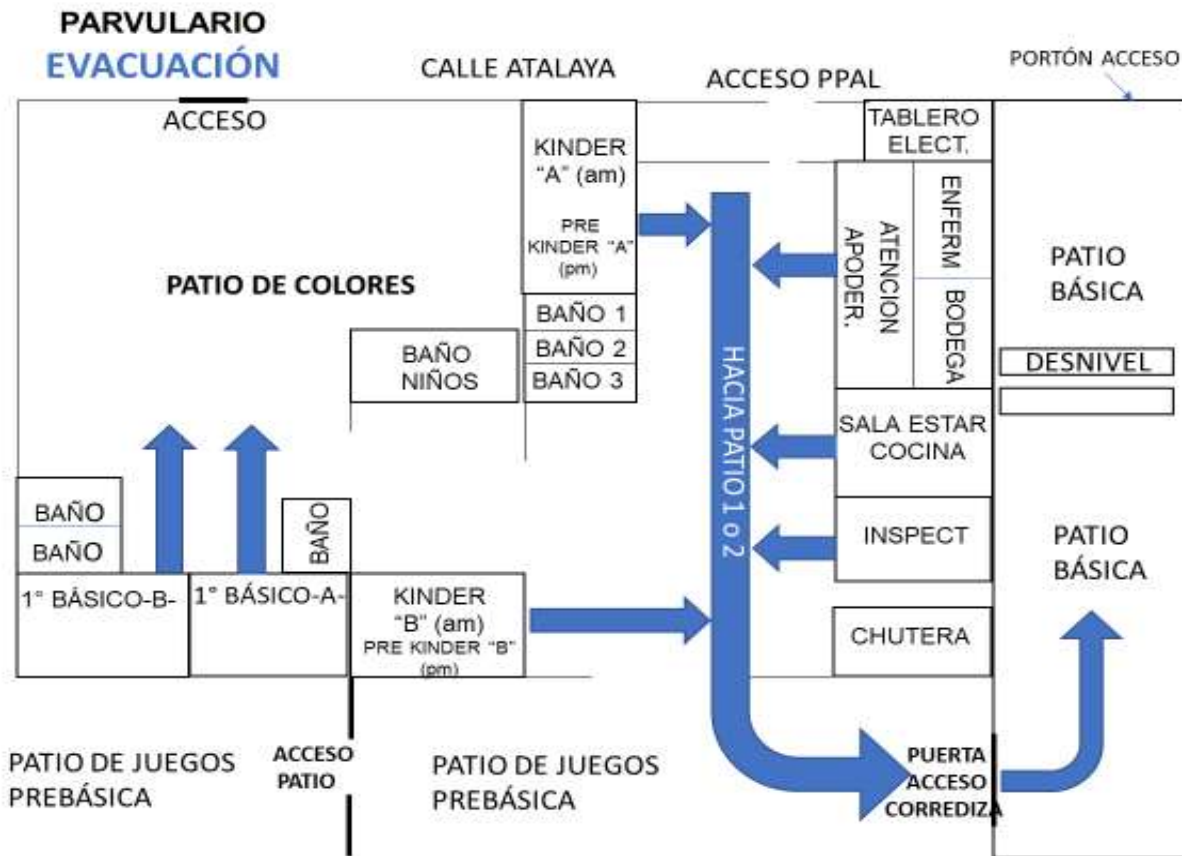 PARVULARIO
EVACUACIÓN
CALLE ATALAYA
ACCESO PPAL
PORTÓN ACCESO
ACCESO
KINDER
"A" (am)
PRE
KINDER "A"
(pm)
TABLERO
ELECT.
ATENCION
APODER.
ENFERM
BODEGA
PATIO
BÁSICA
PATIO DE COLORES
BAÑO 1
BAÑO 2
BAÑO 3
BAÑO
NIÑOS
HACIA PATIO 1 o 2
DESNIVEL
SALA ESTAR
COCINA
BAÑO
BAÑO
BAÑO
INSPECT
PATIO
BÁSICA
1° BÁSICO-B-
1° BÁSICO-A-
KINDER
"B" (am)
PRE KINDER "B"
(pm)
CHUTERA
PATIO DE JUEGOS
PREBÁSICA
ACCESO
PATIO
PATIO DE JUEGOS
PREBÁSICA
PUERTA
ACCESO
CORREDIZA